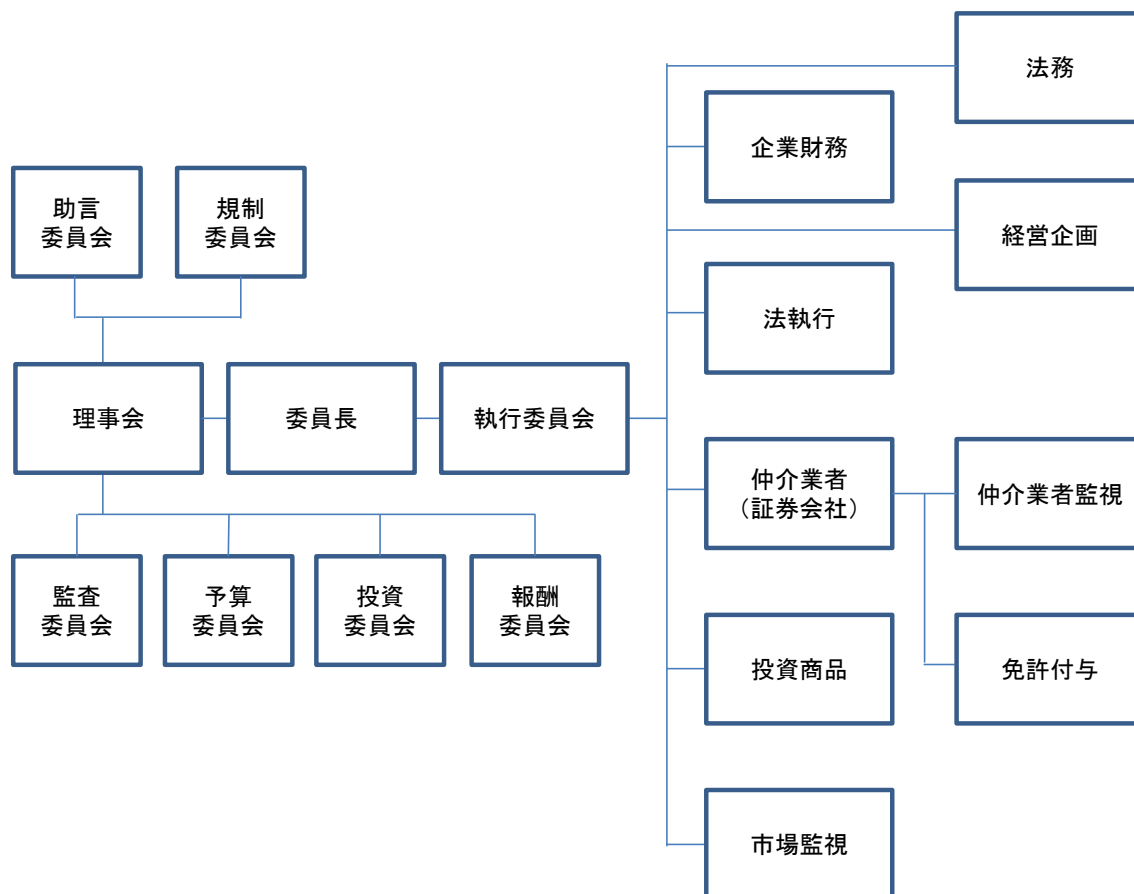 法務
企業財務
助言
委員会
規制
委員会
経営企画
法執行
理事会
委員長
執行委員会
仲介業者
（証券会社）
仲介業者監視
監査
委員会
予算
委員会
投資
委員会
報酬
委員会
投資商品
免許付与
市場監視